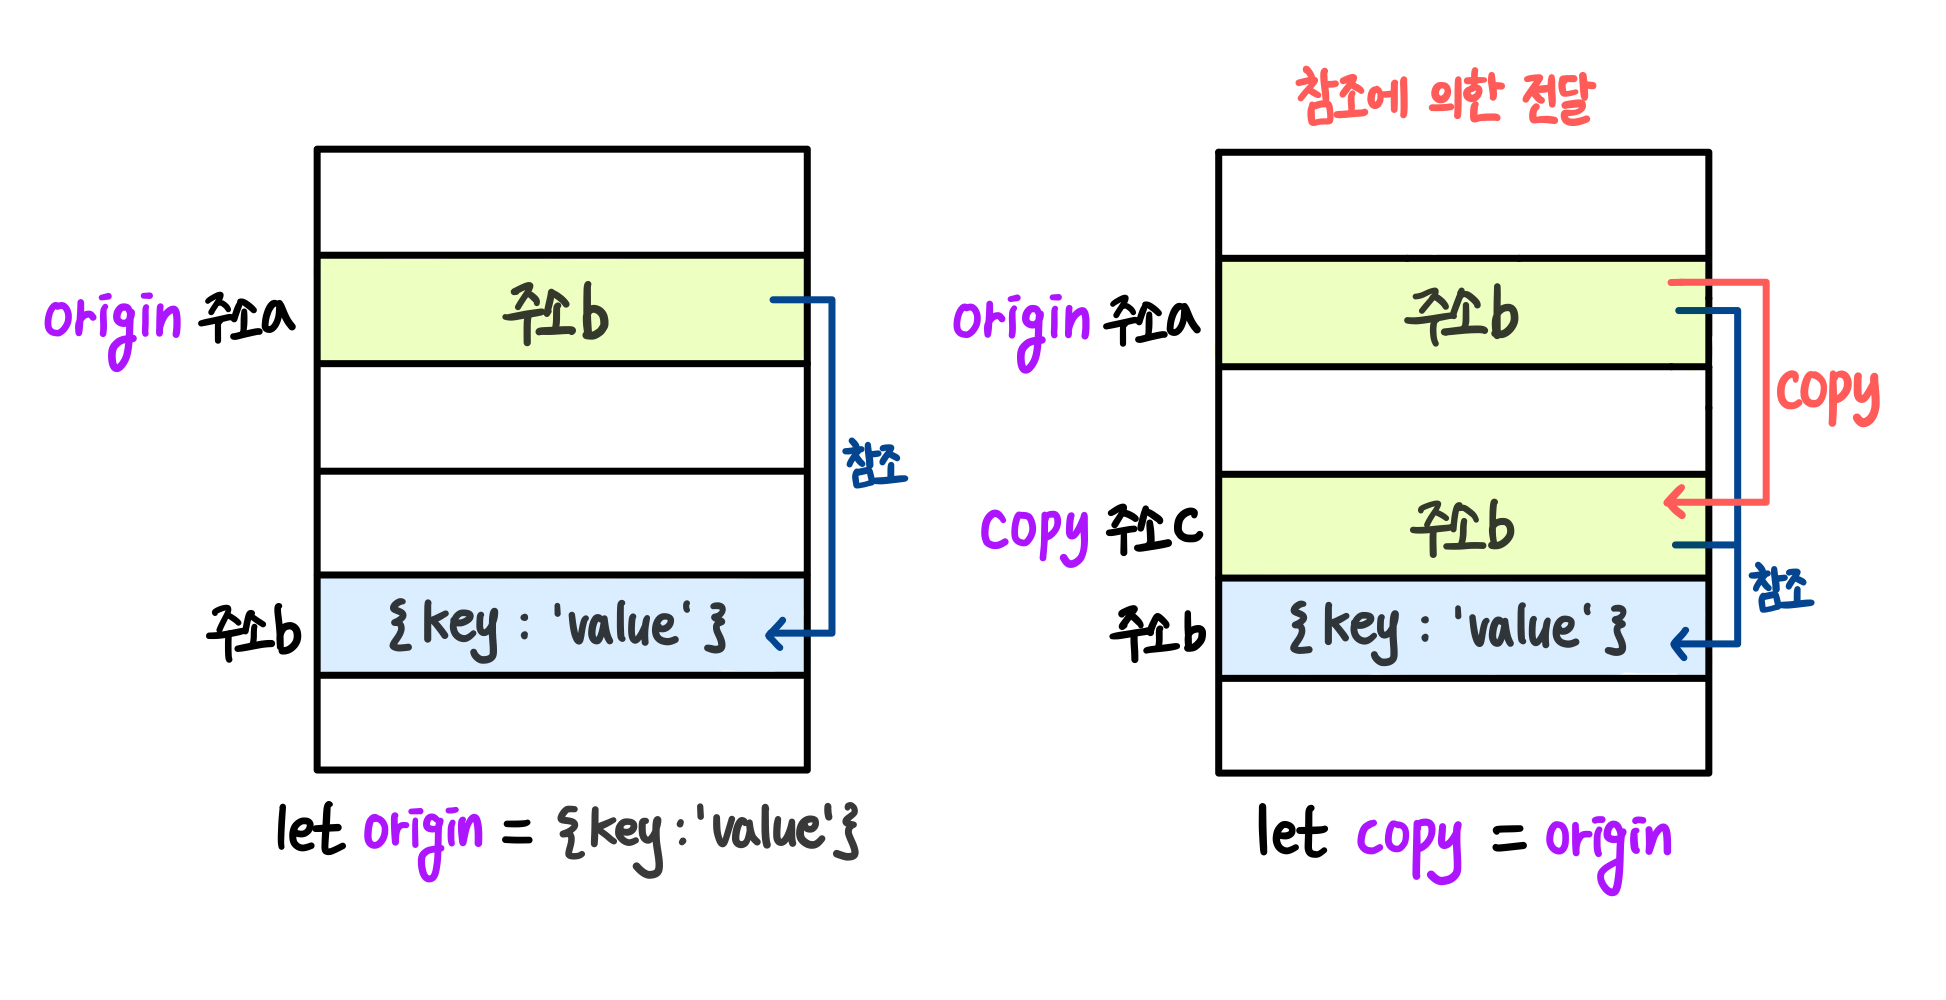 origin 주소a
주소b
참조
주소b
{ key : 'value' }
let origin = {key:'value'}
참조에 의한 전달
origin 주소a
주소b
copy
copy 주소c
주소b
참조
주소b
{ key : 'value' }
let copy = origin